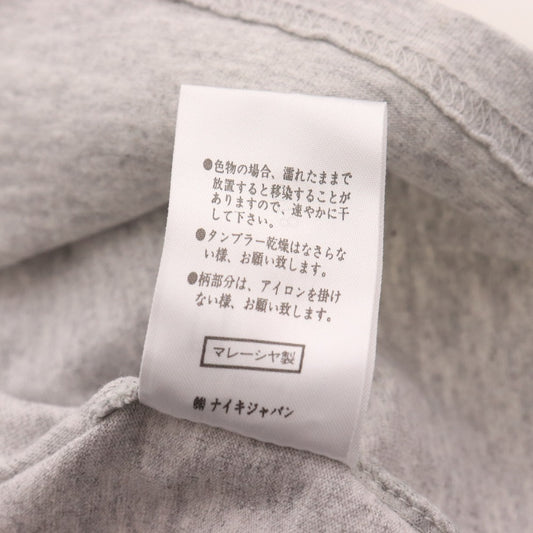 ●色物の場合、濡れたままで
放置すると移染することが
ありますので、速やかに干
して下さい。
●タンブラー乾燥はなさらな
い様、お願い致します。
●柄部分は、アイロンを掛け
ない様、お願い致します。
マレーシヤ製
㈱ナイキジャパン